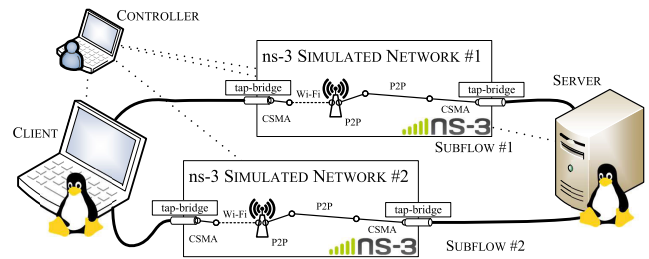 CONTROLLER
ns-3 SIMULATED NETWORK #1
tap-bridge
Wi-Fi
P2P
tap-bridge
SERVER
CSMA
P2P
CSMA
ns-3
SUBFLOW #1
CLIENT
ns-3 SIMULATED NETWORK #2
tap-bridge
Wi-Fi
P2P
tap-bridge
CSMA
P2P
CSMA
ns-3
SUBFLOW #2